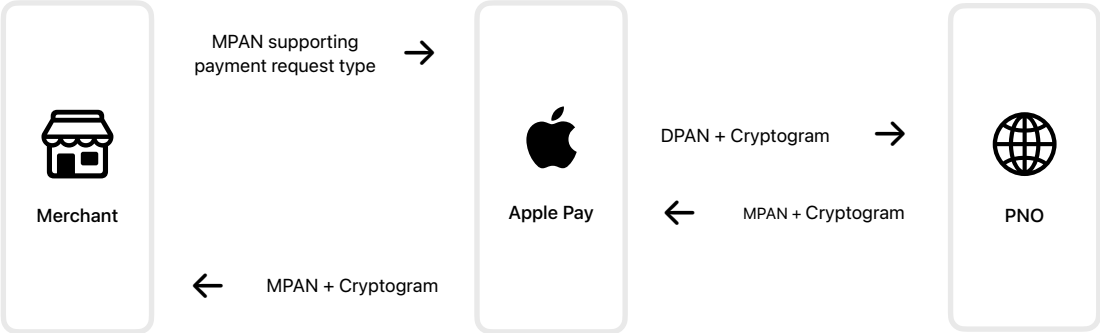 MPAN supporting
payment request type
DPAN + Cryptogram
Merchant
Apple Pay
MPAN + Cryptogram
PNO
MPAN + Cryptogram